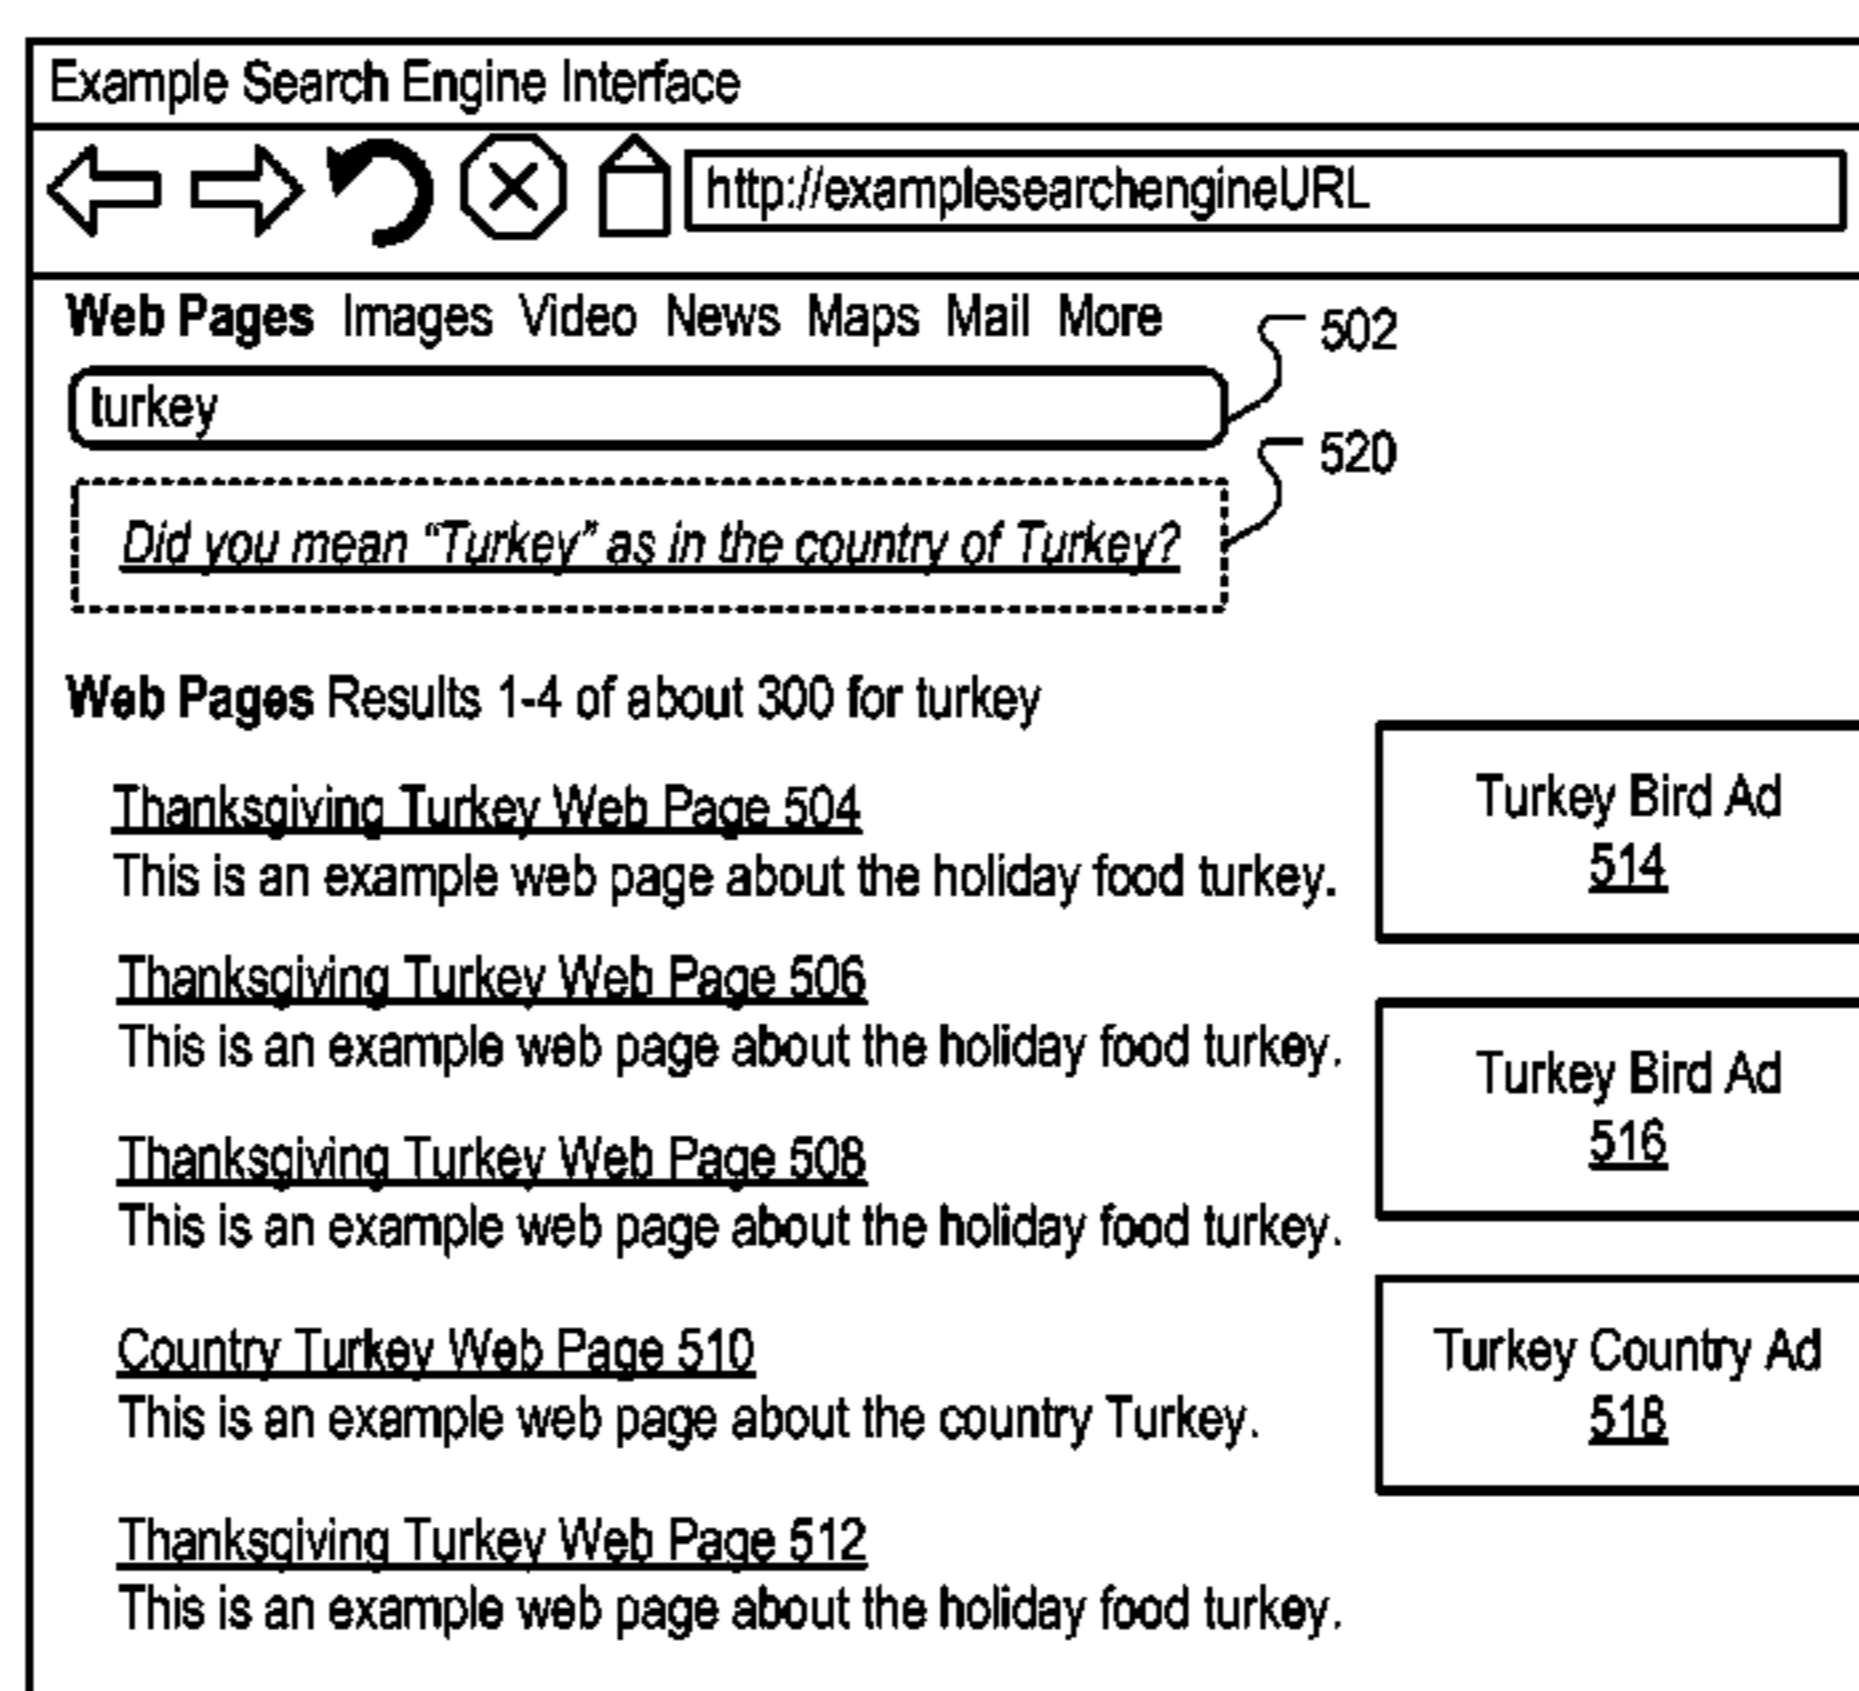 Example Search Engine Interface
http://examplesearchengineURL
Web Pages Images Video News Maps Mail More
502
turkey
520
Did you mean “Turkey” as in the country of Turkey?
Web Pages Results 1-4 of about 300 for turkey
Thanksgiving Turkey Web Page 504
This is an example web page about the holiday food turkey.
Turkey Bird Ad
514
Thanksgiving Turkey Web Page 506
This is an example web page about the holiday food turkey.
Turkey Bird Ad
516
Thanksgiving Turkey Web Page 508
This is an example web page about the holiday food turkey.
Country Turkey Web Page 510
This is an example web page about the country Turkey.
Turkey Country Ad
518
Thanksgiving Turkey Web Page 512
This is an example web page about the holiday food turkey.